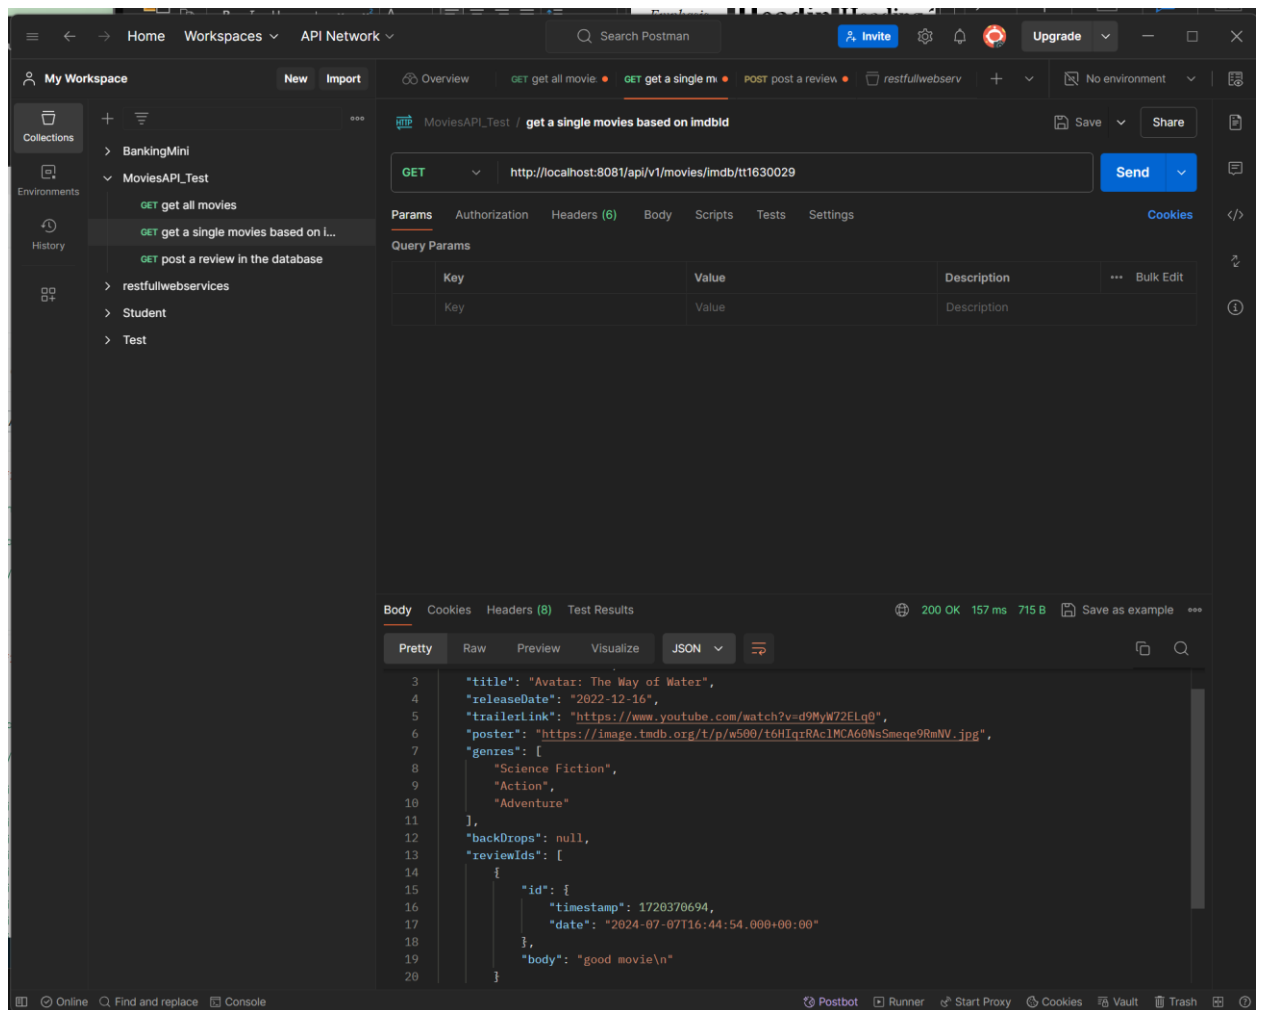 Home Workspaces API Network Search Postman Invite Upgrade
My Workspace New Import Overview GET get all movie: GET get a single m POST post a review restfullwebserv No environment
Collections
Environments
History
BankingMini
MoviesAPI_Test
GET get all movies
GET get a single movies based on i...
GET post a review in the database
restfullwebservices
Student
Test
HTTP MoviesAPI_Test / get a single movies based on imdbId Save Share
GET http://localhost:8081/api/v1/movies/imdb/tt1630029 Send
Params Authorization Headers (6) Body Scripts Tests Settings Cookies
Query Params
Key Value Description Bulk Edit
Key Value Description
Body Cookies Headers (8) Test Results 200 OK 157 ms 715 B Save as example
Pretty Raw Preview Visualize JSON
3 "title": "Avatar: The Way of Water",
4 "releaseDate": "2022-12-16",
5 "trailerLink": "https://www.youtube.com/watch?v=d9MyW72ELq0",
6 "poster": "https://image.tmdb.org/t/p/w500/t6HIqrRAclMCA60NsSmeqe9RmNV.jpg",
7 "genres": [
8 "Science Fiction",
9 "Action",
10 "Adventure"
11 ],
12 "backDrops": null,
13 "reviewIds": [
14 {
15 "id": {
16 "timestamp": 1720370694,
17 "date": "2024-07-07T16:44:54.000+00:00"
18 },
19 "body": "good movie\n"
20 }
Online Find and replace Console Postbot Runner Start Proxy Cookies Vault Trash